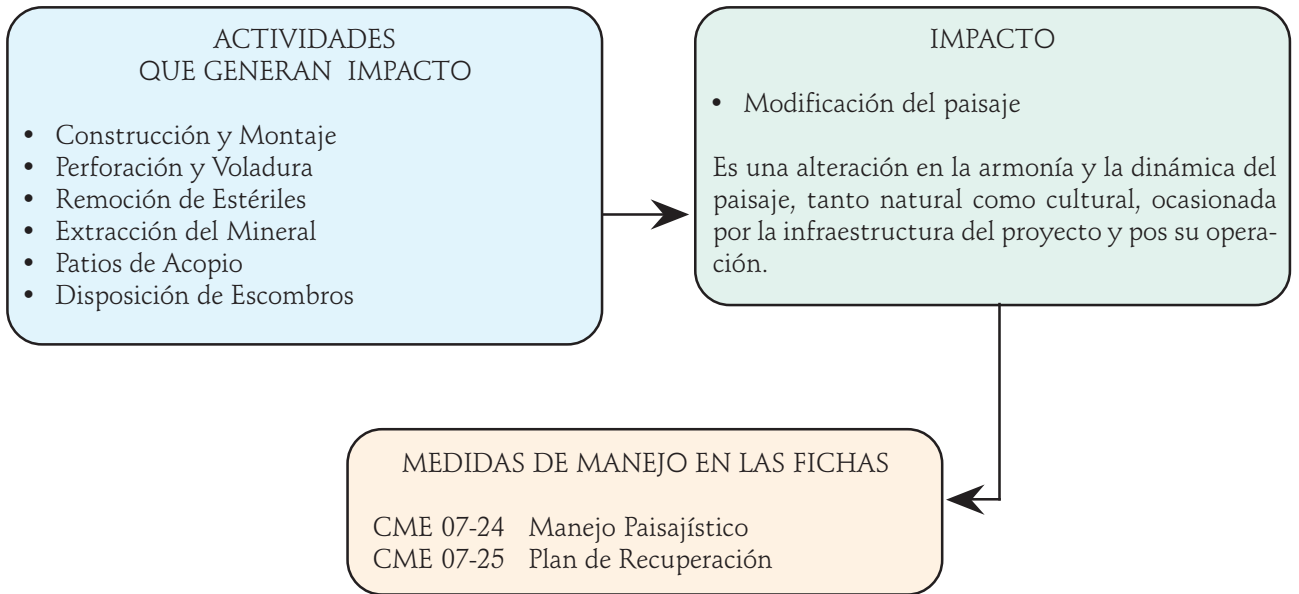 ACTIVIDADES
QUE GENERAN IMPACTO
• Construcción y Montaje
• Perforación y Voladura
• Remoción de Estériles
• Extracción del Mineral
• Patios de Acopio
• Disposición de Escombros
IMPACTO
• Modificación del paisaje
Es una alteración en la armonía y la dinámica del
paisaje, tanto natural como cultural, ocasionada
por la infraestructura del proyecto y pos su opera-
ción.
MEDIDAS DE MANEJO EN LAS FICHAS
CME 07-24 Manejo Paisajístico
CME 07-25 Plan de Recuperación